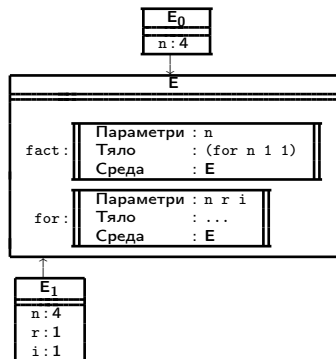 E₀
n : 4
E
fact :
Параметри : n
Тяло : (for n 1 1)
Среда : E
for :
Параметри : n r i
Тяло : ...
Среда : E
E₁
n : 4
r : 1
i : 1